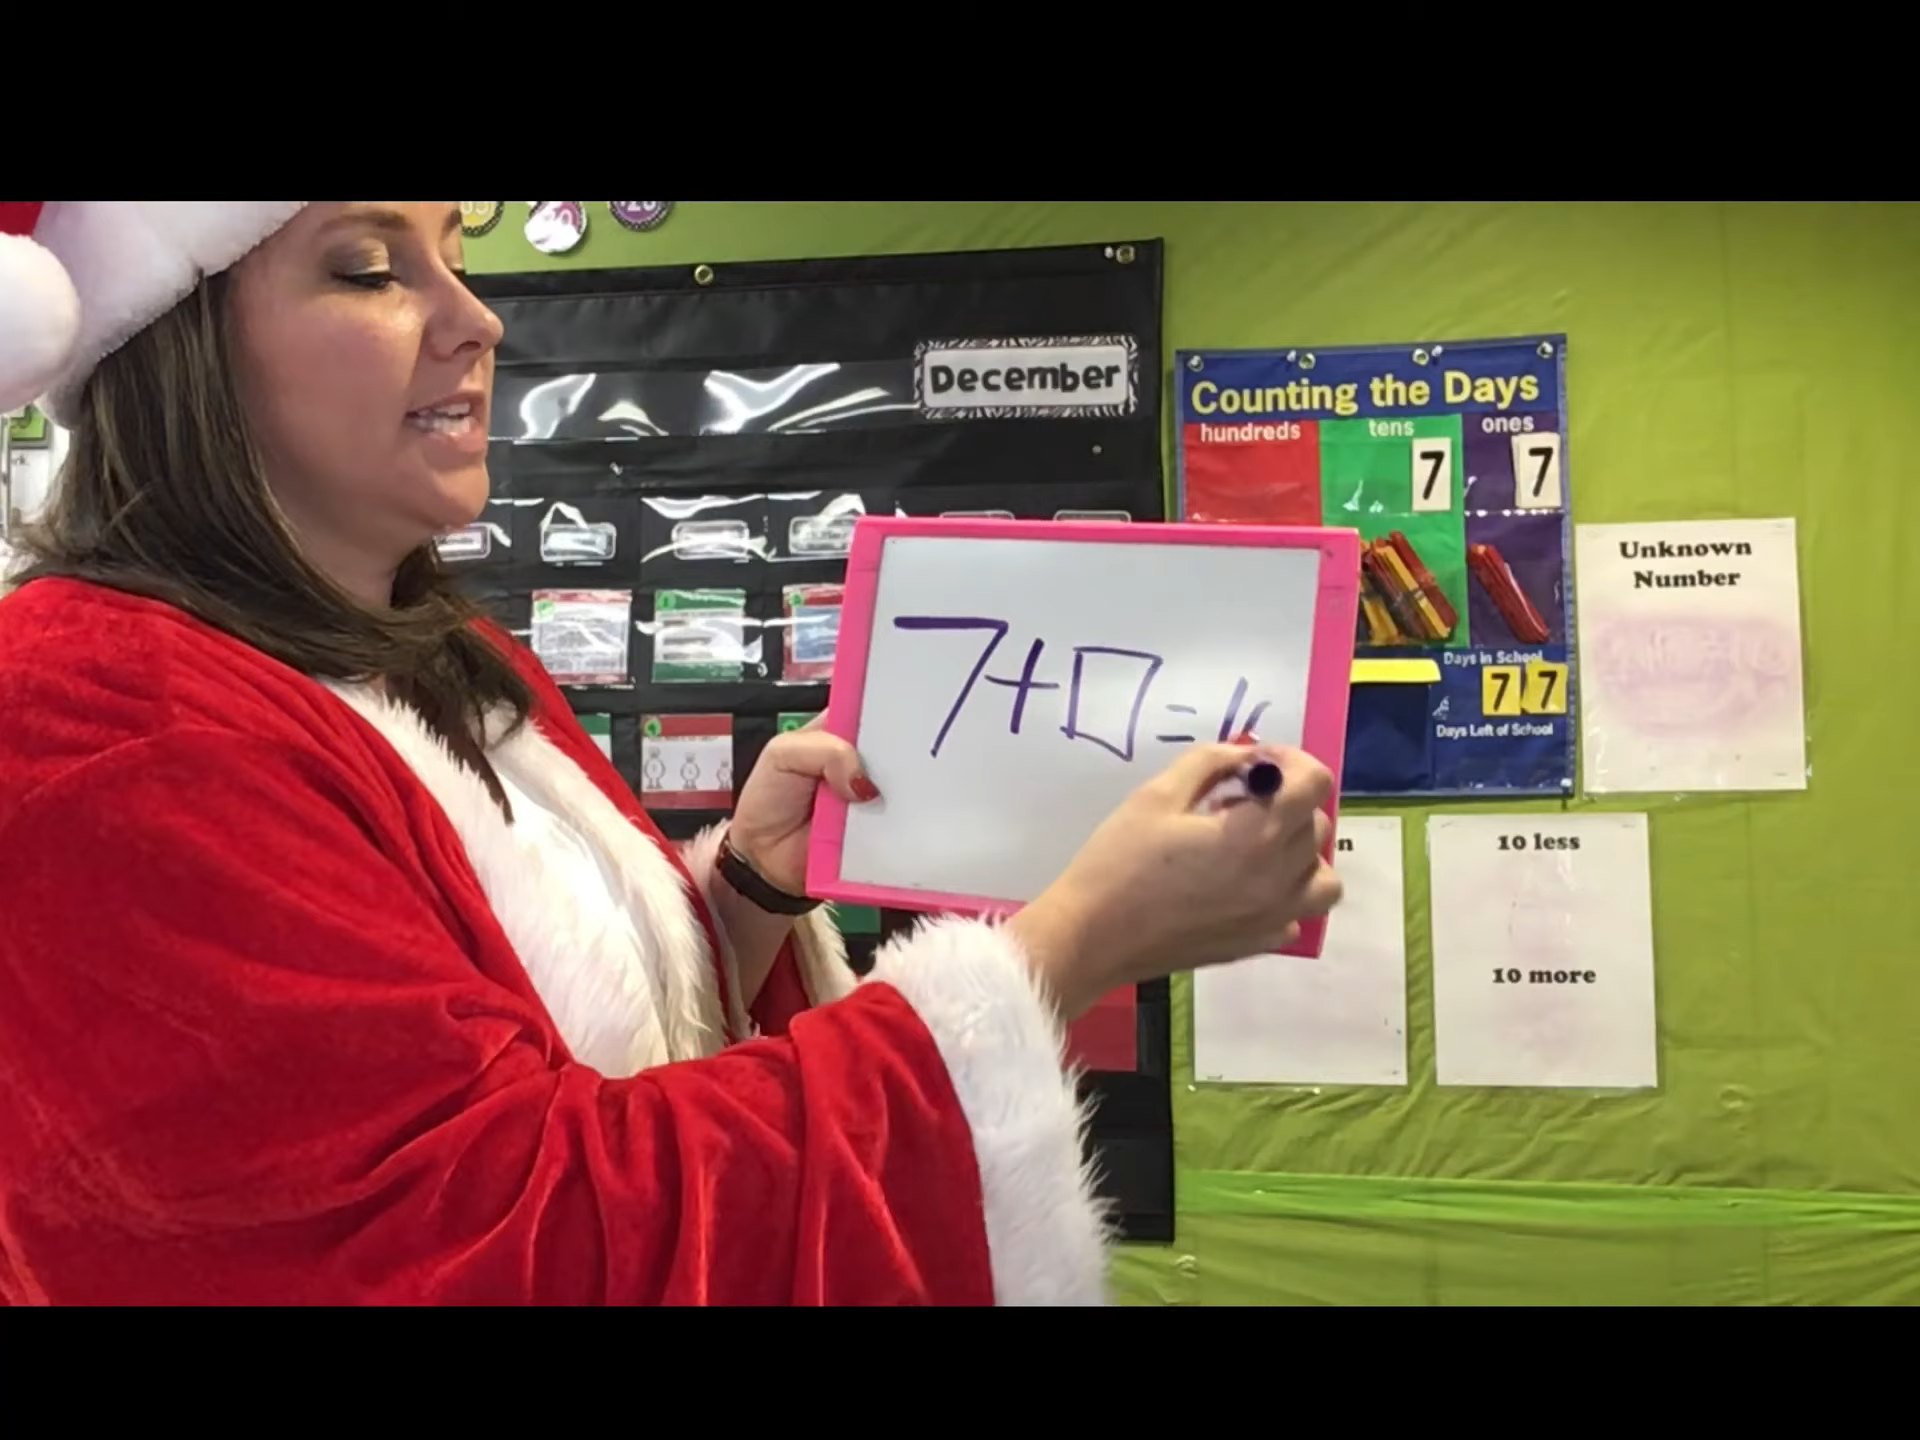 December
Counting the Days
hundreds tens ones
7 7
7 + □ = 1
Unknown
Number
Days in School
77
Days Left of School
10 less
10 more